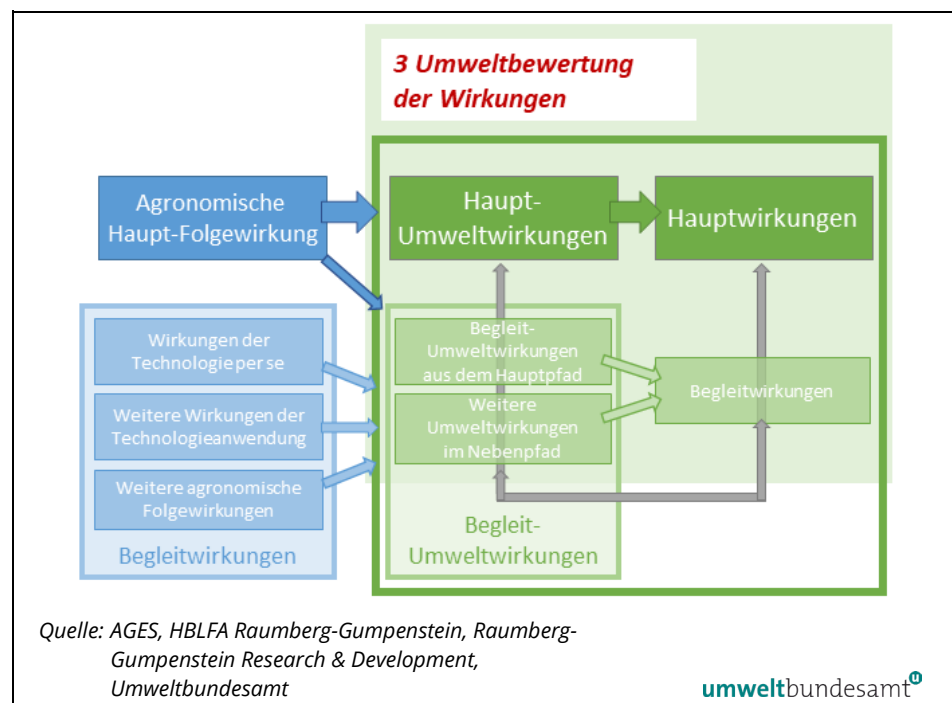 3 Umweltbewertung
der Wirkungen
Agronomische
Haupt-Folgewirkung
Haupt-
Umweltwirkungen
Hauptwirkungen
Wirkungen der
Technologie per se
Weitere Wirkungen der
Technologieanwendung
Weitere agronomische
Folgewirkungen
Begleitwirkungen
Begleit-
Umweltwirkungen
aus dem Hauptpfad
Weitere
Umweltwirkungen
im Nebenpfad
Begleit-
Umweltwirkungen
Begleitwirkungen
Quelle: AGES, HBLFA Raumberg-Gumpenstein, Raumberg-
Gumpenstein Research & Development,
Umweltbundesamt
umweltbundesamt u